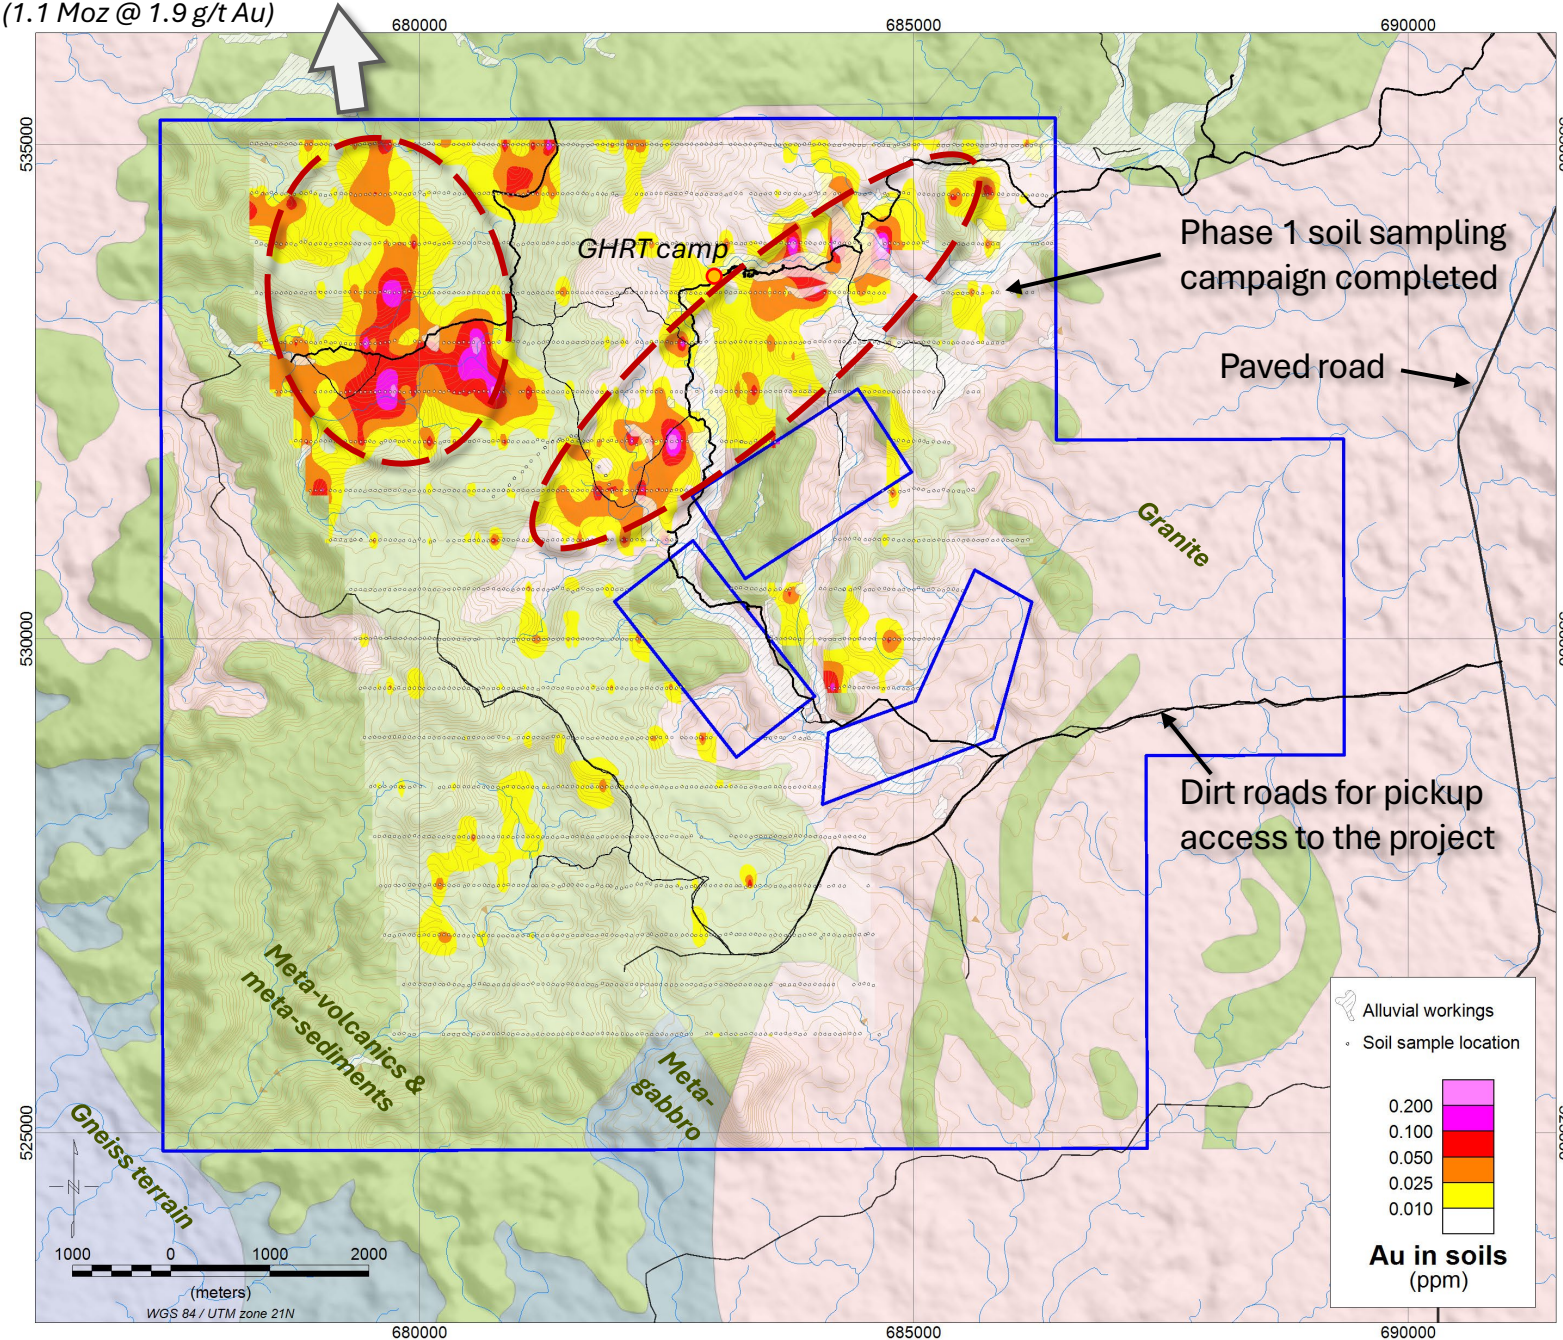 (1.1 Moz @ 1.9 g/t Au)
680000
685000
690000
535000
GHRT camp
Phase 1 soil sampling
campaign completed
Paved road
Granite
530000
Dirt roads for pickup
access to the project
Meta-volcanics &
meta-sediments
Meta-
gabbro
Gneiss terrain
525000
N
1000 0 1000 2000
(meters)
WGS 84 / UTM zone 21N
Alluvial workings
Soil sample location
0.200
0.100
0.050
0.025
0.010
Au in soils
(ppm)
680000
685000
690000